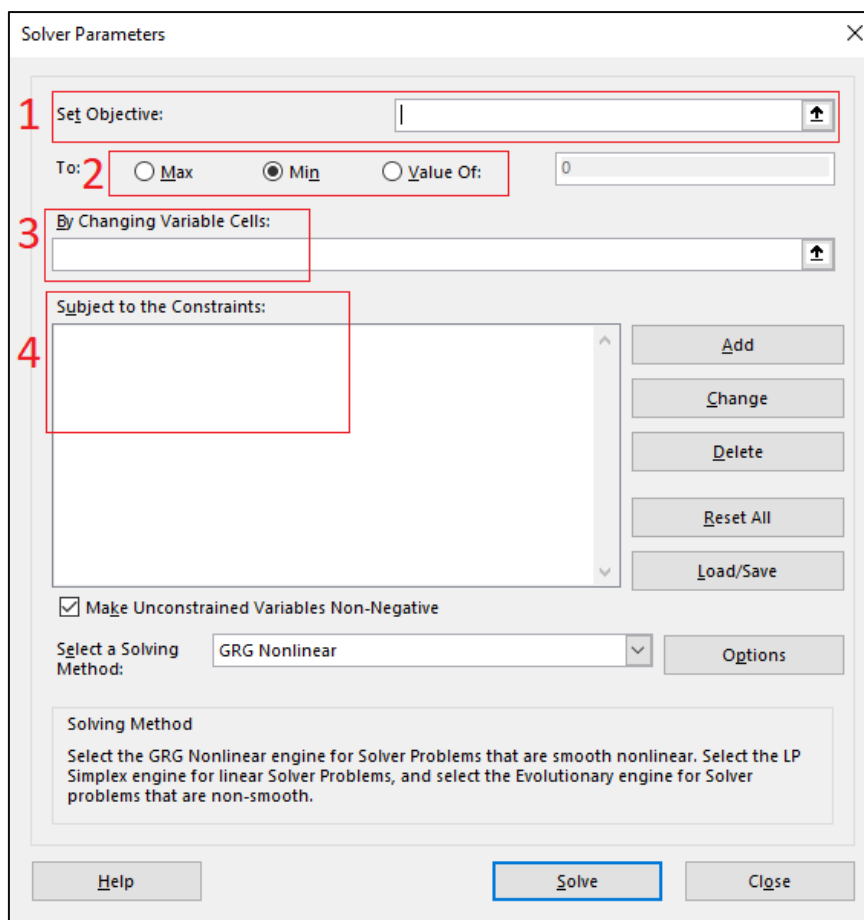 Solver Parameters
1 Set Objective:
To: 2 Max Min Value Of: 0
3 By Changing Variable Cells:
Subject to the Constraints:
4
Add
Change
Delete
Reset All
Load/Save
Make Unconstrained Variables Non-Negative
Select a Solving
Method:
GRG Nonlinear
Options
Solving Method
Select the GRG Nonlinear engine for Solver Problems that are smooth nonlinear. Select the LP
Simplex engine for linear Solver Problems, and select the Evolutionary engine for Solver
problems that are non-smooth.
Help Solve Close